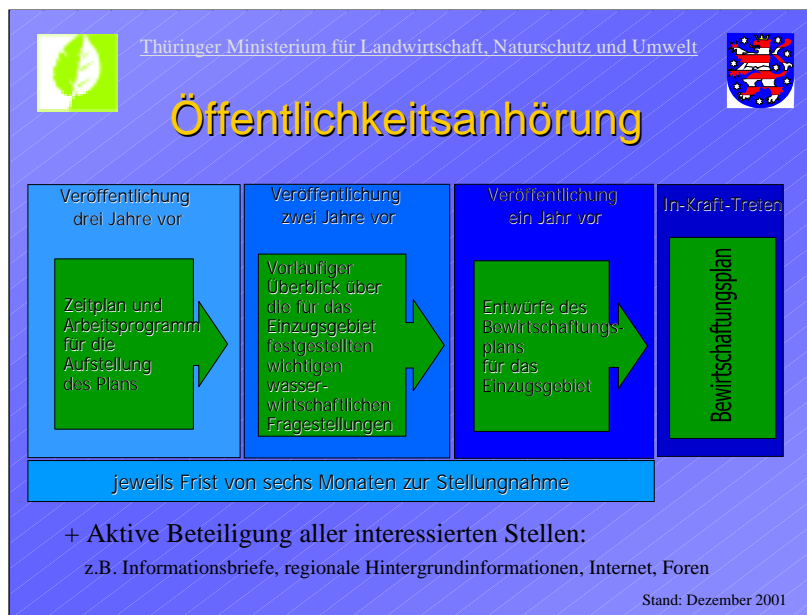 Thüringer Ministerium für Landwirtschaft, Naturschutz und Umwelt
Öffentlichkeitsanhörung
Veröffentlichung
drei Jahre vor
Zeitplan und
Arbeitsprogramm
für die
Aufstellung
des Plans
Veröffentlichung
zwei Jahre vor
Vorläufiger
Überblick über
die für das
Einzugsgebiet
festgestellten
wichtigen
wasser-
wirtschaftlichen
Fragestellungen
Veröffentlichung
ein Jahr vor
Entwürfe des
Bewirtschaftungs-
plans
für das
Einzugsgebiet
In-Kraft-Treten
Bewirtschaftungsplan
jeweils Frist von sechs Monaten zur Stellungnahme
+ Aktive Beteiligung aller interessierten Stellen:
z.B. Informationsbriefe, regionale Hintergrundinformationen, Internet, Foren
Stand: Dezember 2001